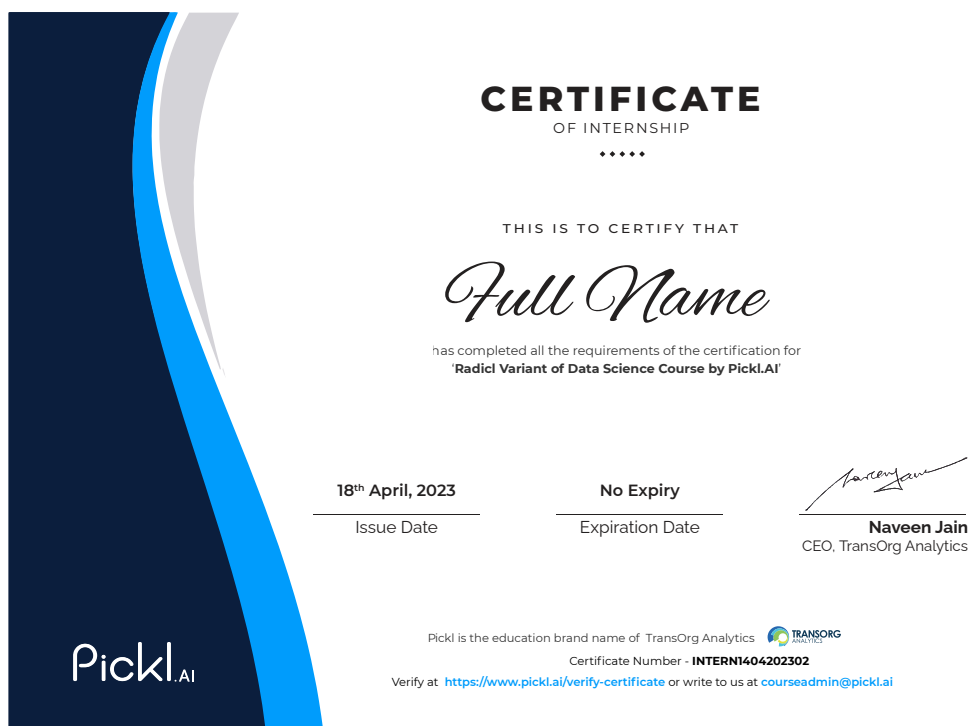 CERTIFICATE
OF INTERNSHIP
THIS IS TO CERTIFY THAT
Full Name
has completed all the requirements of the certification for
'Radicl Variant of Data Science Course by Pickl.AI'
18th April, 2023
Issue Date
No Expiry
Expiration Date
Naveen Jain
CEO, TransOrg Analytics
Pickl is the education brand name of TransOrg Analytics TRANSORG ANALYTICS
Certificate Number - INTERN1404202302
Verify at https://www.pickl.ai/verify-certificate or write to us at courseadmin@pickl.ai
Pickl.AI